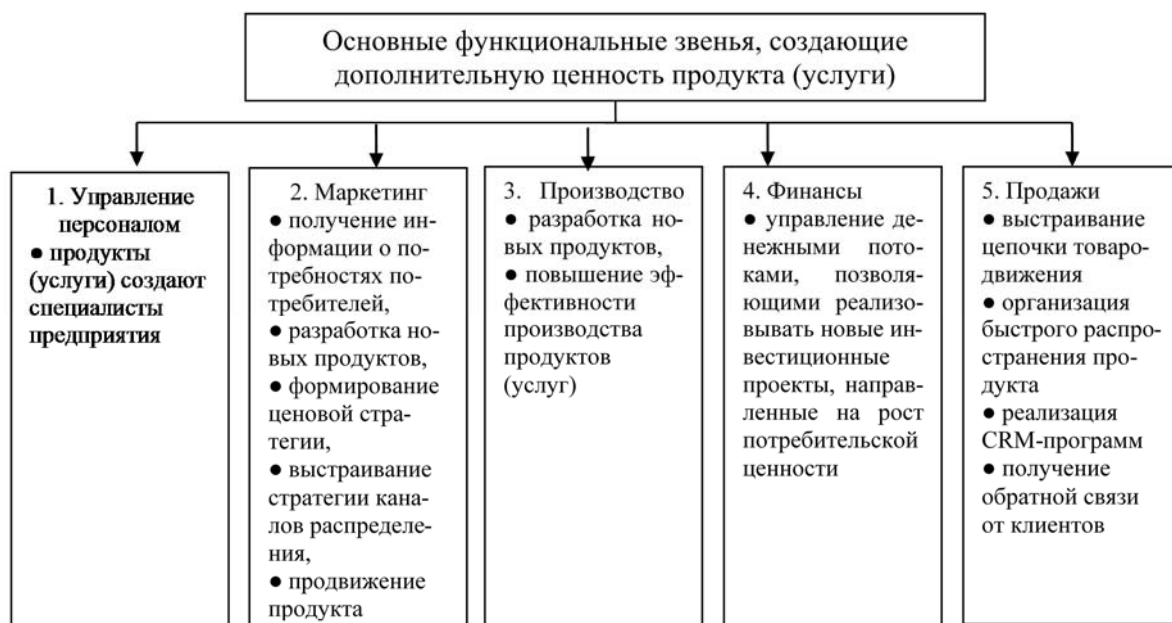 Основные функциональные звенья, создающие
дополнительную ценность продукта (услуги)
1. Управление
персоналом
● продукты
(услуги) создают
специалисты
предприятия
2. Маркетинг
● получение ин-
формации о по-
требностях по-
требителей,
● разработка но-
вых продуктов,
● формирование
ценовой стра-
тегии,
● выстраивание
стратегии кана-
лов распределе-
ния,
● продвижение
продукта
3. Производство
● разработка но-
вых продуктов,
● повышение эф-
фективности
производства
продуктов
(услуг)
4. Финансы
● управление де-
нежными пото-
ками, позволя-
ющими реализо-
вывать новые ин-
вестиционные
проекты, направ-
ленные на рост
потребительской
ценности
5. Продажи
● выстраивание
цепочки товаро-
движения
● организация
быстрого распро-
странения про-
дукта
● реализация
CRM-программ
● получение
обратной связи
от клиентов